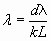 λ = dλ / kL